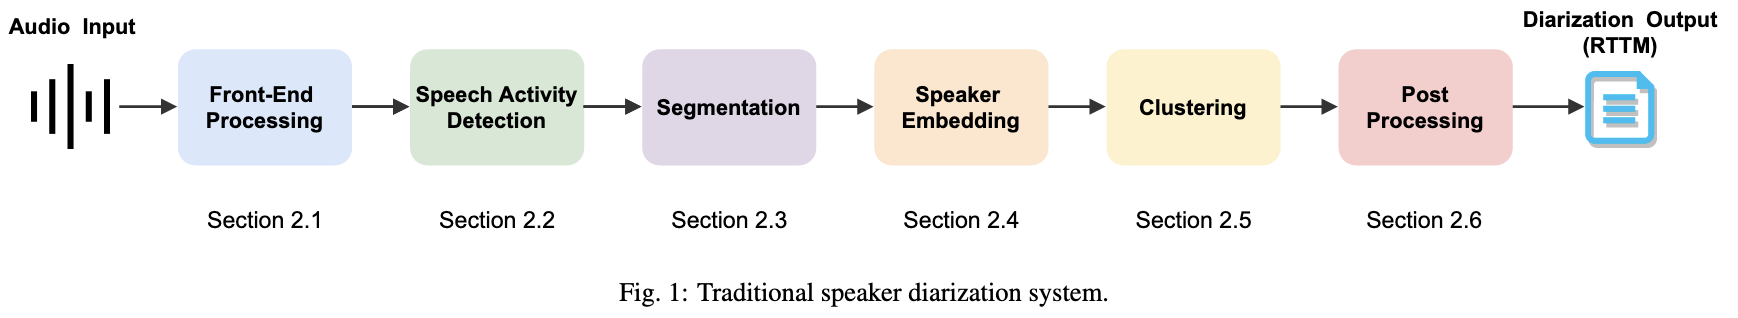 Audio Input
Diarization Output
(RTTM)
Front-End
Processing
Speech Activity
Detection
Segmentation
Speaker
Embedding
Clustering
Post
Processing
Section 2.1
Section 2.2
Section 2.3
Section 2.4
Section 2.5
Section 2.6
Fig. 1: Traditional speaker diarization system.